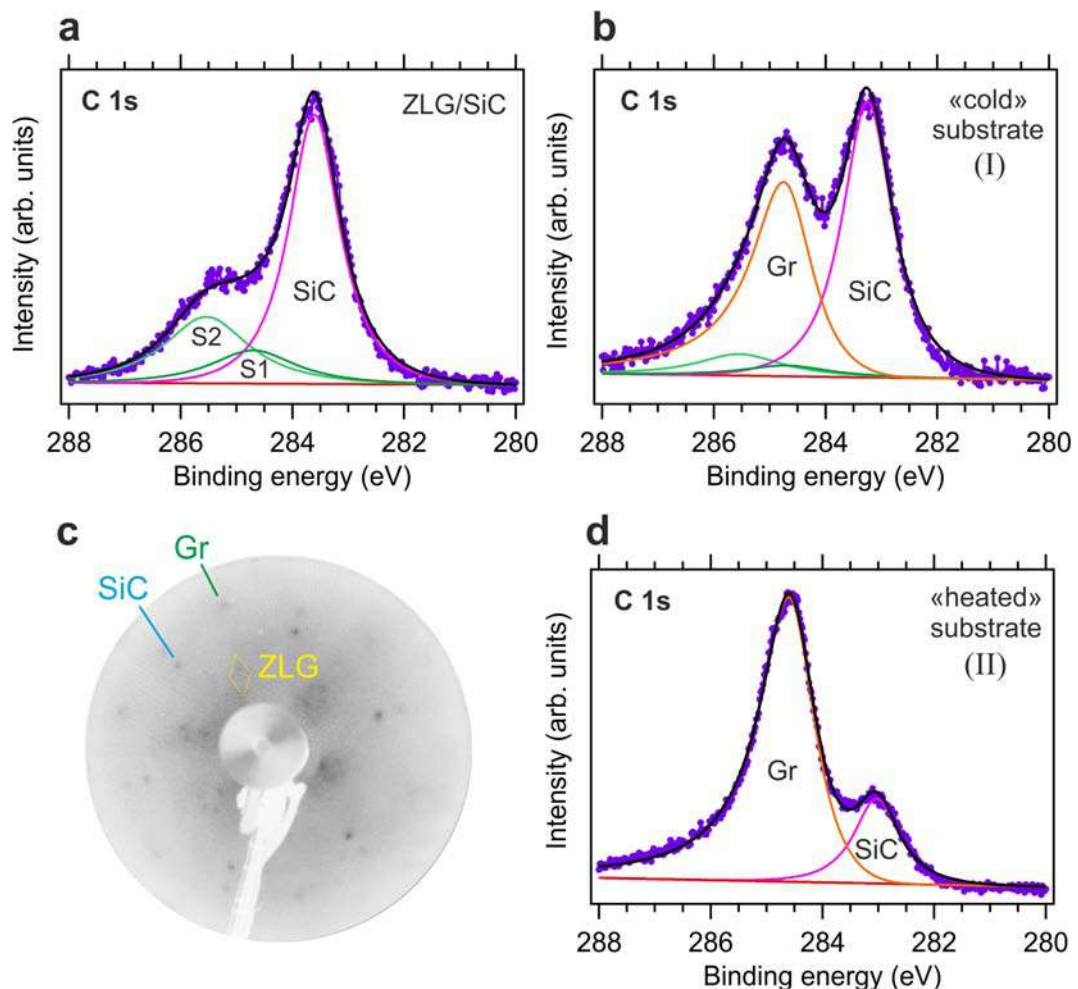 a
C 1s
ZLG/SiC
SiC
S2
S1
Intensity (arb. units)
288 286 284 282 280
Binding energy (eV)
b
C 1s
«cold»
substrate
(I)
Gr
SiC
Intensity (arb. units)
288 286 284 282 280
Binding energy (eV)
c
Gr
SiC
ZLG
d
C 1s
«heated»
substrate
(II)
Gr
SiC
Intensity (arb. units)
288 286 284 282 280
Binding energy (eV)